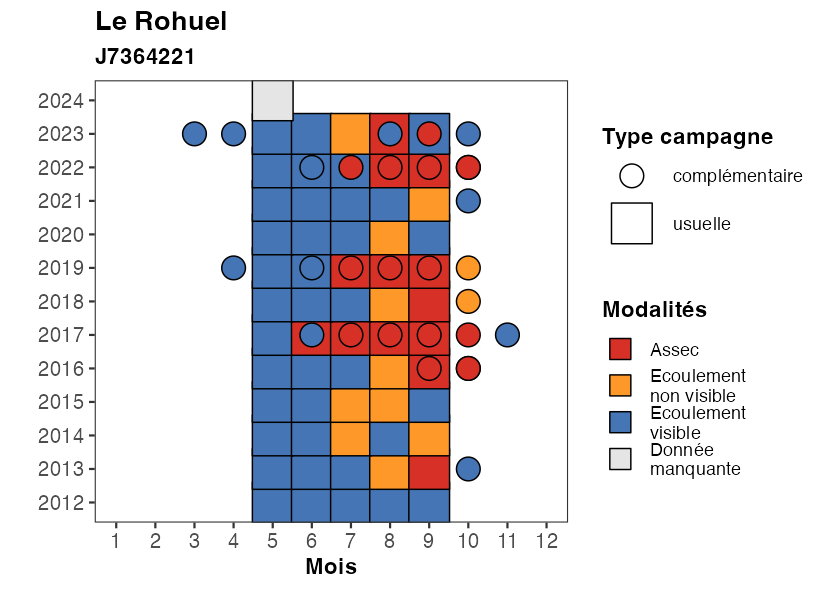 Le Rohuel
J7364221
2024
2023
2022
2021
2020
2019
2018
2017
2016
2015
2014
2013
2012
1 2 3 4 5 6 7 8 9 10 11 12
Mois
Type campagne
complémentaire
usuelle
Modalités
Assec
Ecoulement
non visible
Ecoulement
visible
Donnée
manquante